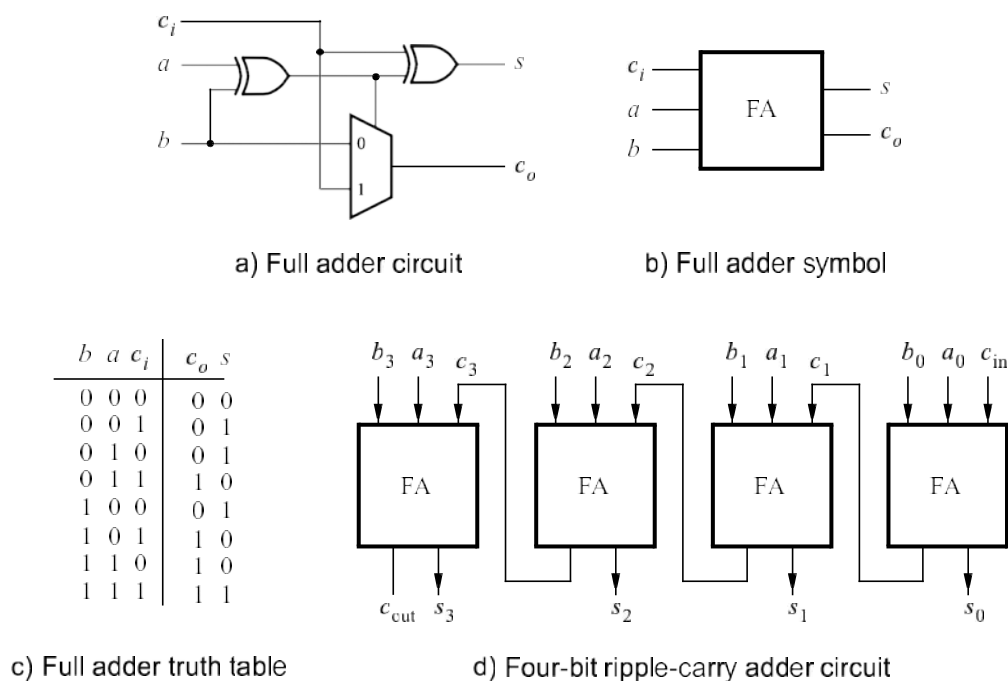 c_i
a
b
0
1
s
c_o
a) Full adder circuit
c_i
a
b
FA
s
c_o
b) Full adder symbol
b a c_i c_o s
0 0 0 0 0
0 0 1 0 1
0 1 0 0 1
0 1 1 1 0
1 0 0 0 1
1 0 1 1 0
1 1 0 1 0
1 1 1 1 1
c) Full adder truth table
b_3 a_3 c_3 b_2 a_2 c_2 b_1 a_1 c_1 b_0 a_0 c_in
FA FA FA FA
c_out s_3 s_2 s_1 s_0
d) Four-bit ripple-carry adder circuit